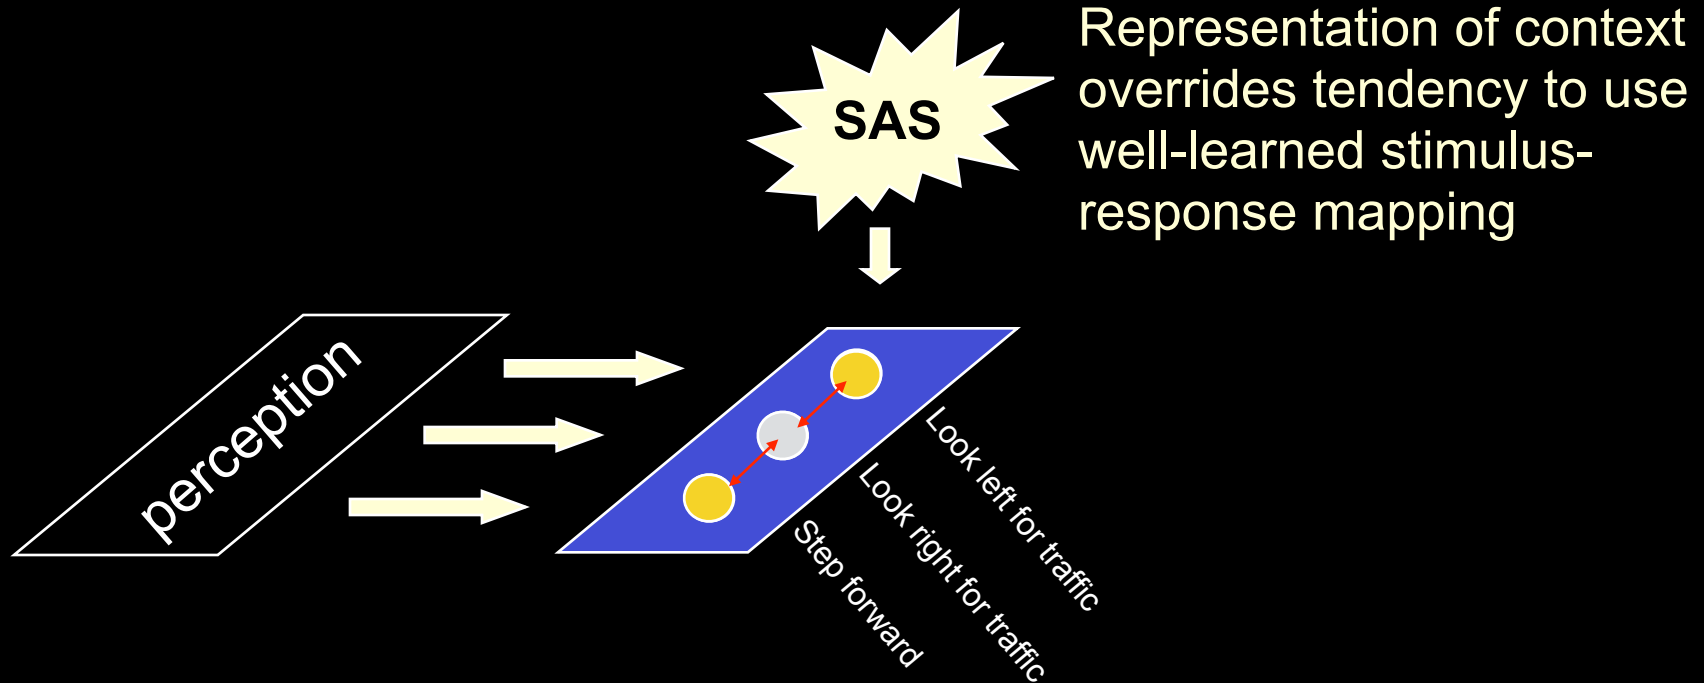 Representation of context
overrides tendency to use
well-learned stimulus-
response mapping
SAS
perception
Look left for traffic
Look right for traffic
Step forward